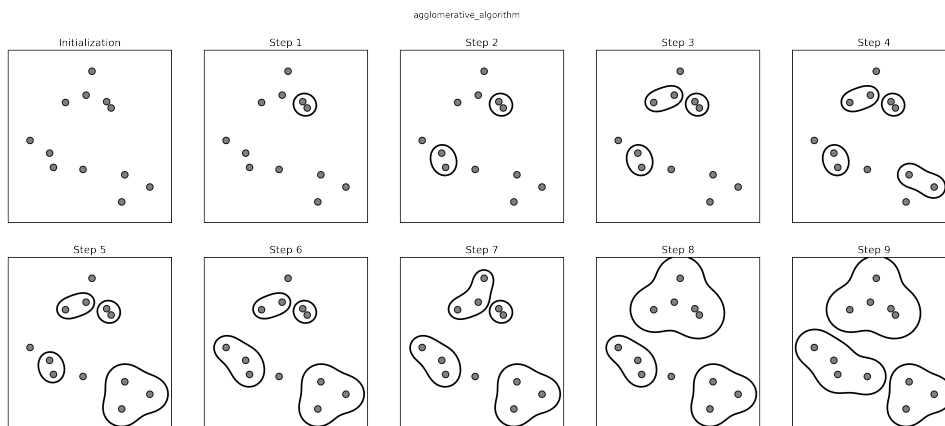 agglomerative_algorithm
Initialization
Step 1
Step 2
Step 3
Step 4
Step 5
Step 6
Step 7
Step 8
Step 9